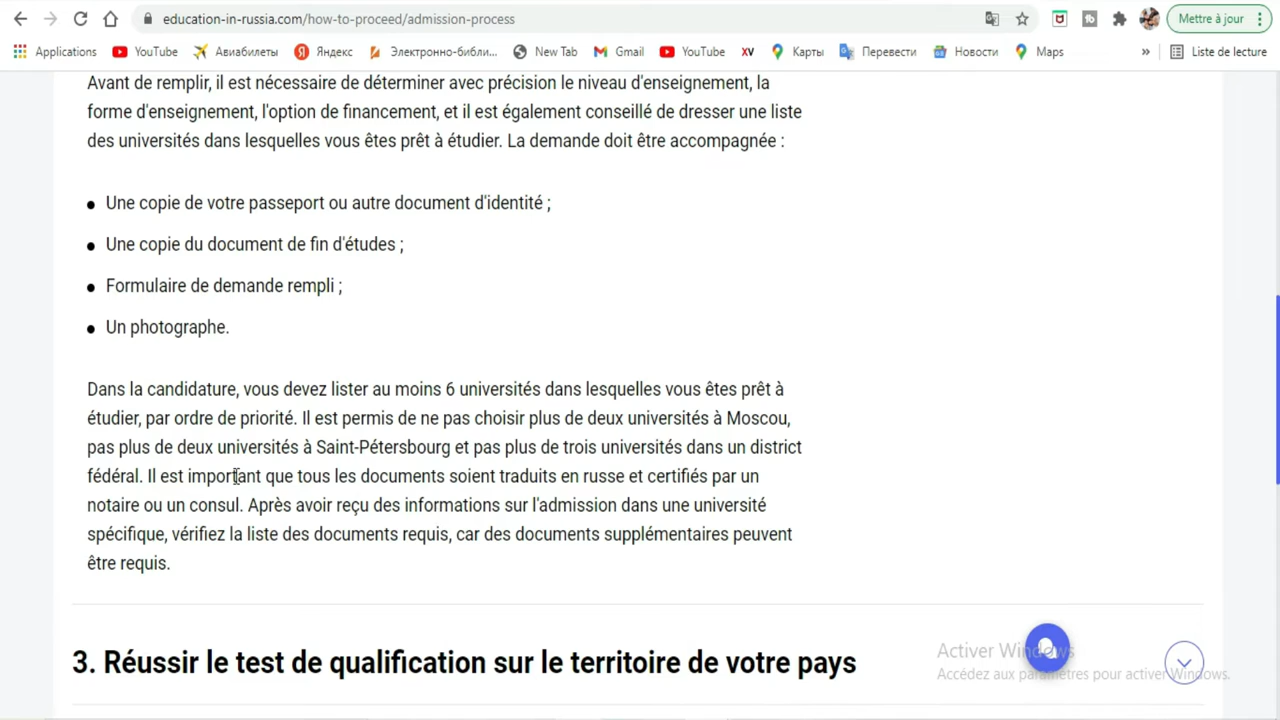 education-in-russia.com/how-to-proceed/admission-process
Mettre à jour
Applications YouTube Авиабилеты Яндекс Электронно-библи... New Tab Gmail YouTube XV Карты Перевести Новости Maps » Liste de lecture
Avant de remplir, il est nécessaire de déterminer avec précision le niveau d'enseignement, la
forme d'enseignement, l'option de financement, et il est également conseillé de dresser une liste
des universités dans lesquelles vous êtes prêt à étudier. La demande doit être accompagnée :
● Une copie de votre passeport ou autre document d'identité ;
● Une copie du document de fin d'études ;
● Formulaire de demande rempli ;
● Un photographe.
Dans la candidature, vous devez lister au moins 6 universités dans lesquelles vous êtes prêt à
étudier, par ordre de priorité. Il est permis de ne pas choisir plus de deux universités à Moscou,
pas plus de deux universités à Saint-Pétersbourg et pas plus de trois universités dans un district
fédéral. Il est important que tous les documents soient traduits en russe et certifiés par un
notaire ou un consul. Après avoir reçu des informations sur l'admission dans une université
spécifique, vérifiez la liste des documents requis, car des documents supplémentaires peuvent
être requis.
3. Réussir le test de qualification sur le territoire de votre pays
Activer Windows
Accédez aux paramètres pour activer Windows.